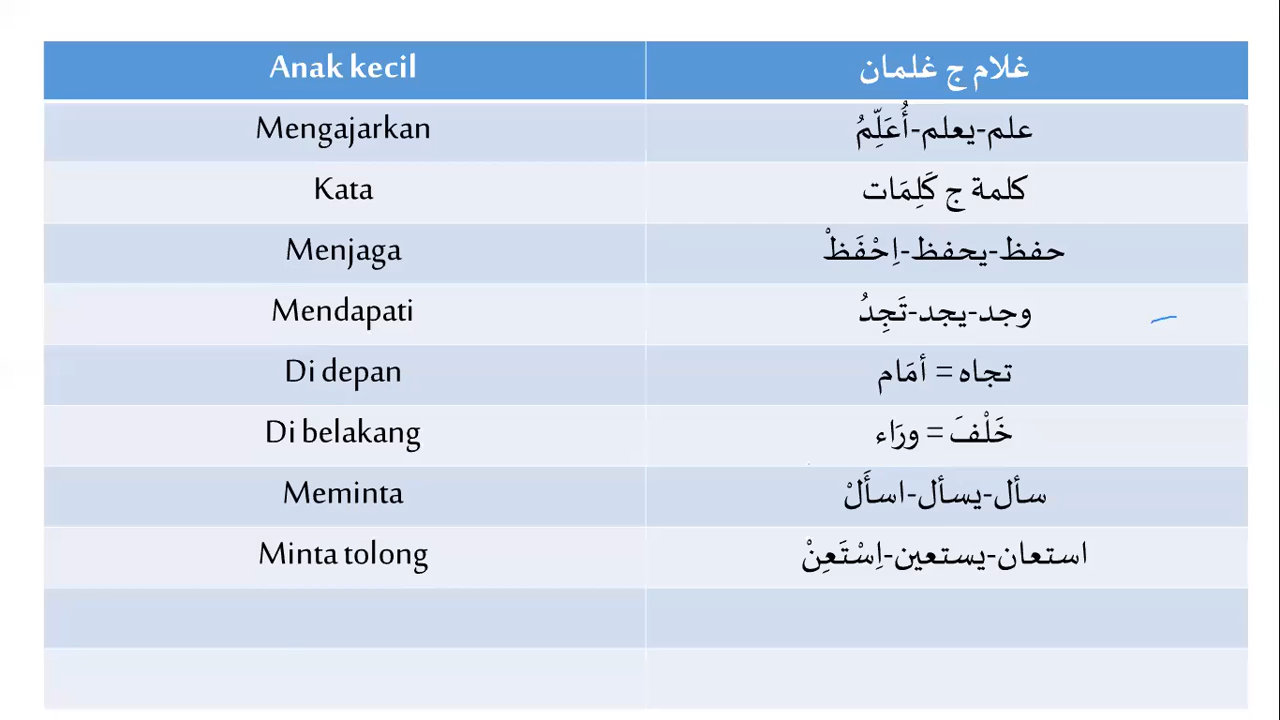 Anak kecil غلام ج غلمان
Mengajarkan علم-يعلم-أُعَلِّمُ
Kata كلمة ج كَلِمَات
Menjaga حفظ-يحفظ-اِحْفَظْ
Mendapati وجد-يجد-تَجِدُ
Di depan تجاه = أمَام
Di belakang خَلْفَ = ورَاء
Meminta سأل-يسأل-اسأَلْ
Minta tolong استعان-يستعين-اِسْتَعِنْ